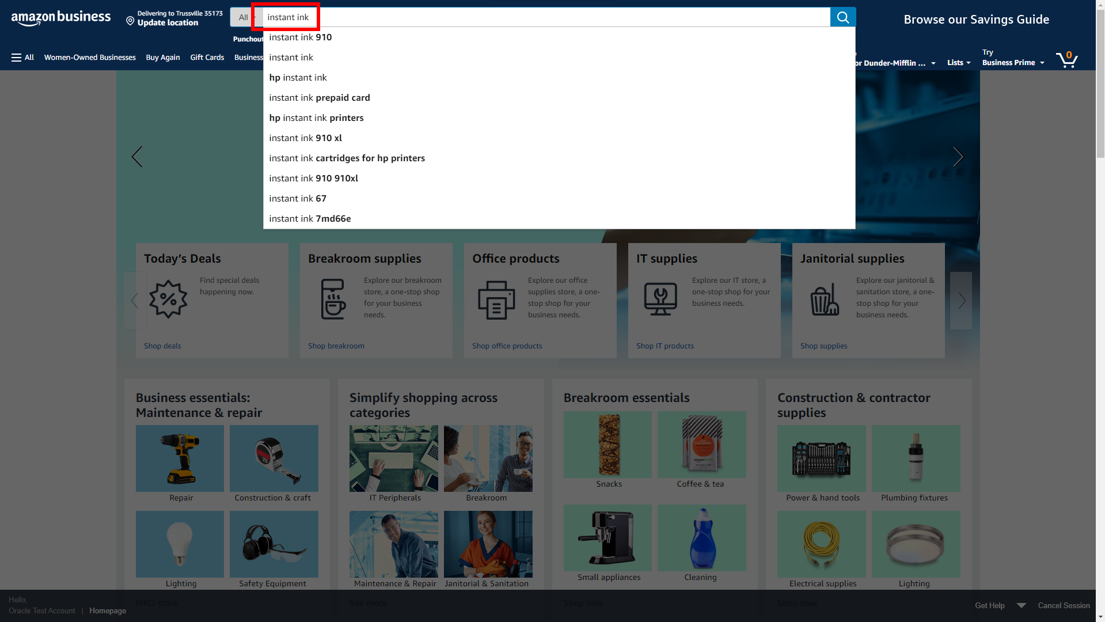 amazon business
Delivering to Trussville 35173
Update location
All
instant ink
Browse our Savings Guide
Punchout
All
Women-Owned Businesses
Buy Again
Gift Cards
Business
or Dunder-Mifflin ...
Lists
Try
Business Prime
0
instant ink 910
instant ink
hp instant ink
instant ink prepaid card
hp instant ink printers
instant ink 910 xl
instant ink cartridges for hp printers
instant ink 910 910xl
instant ink 67
instant ink 7md66e
Today's Deals
Find special deals
happening now.
Shop deals
Breakroom supplies
Explore our breakroom
store, a one-stop shop
for your business
needs.
Shop breakroom
Office products
Explore our office
supplies store, a one-
stop shop for your
business needs.
Shop office products
IT supplies
Explore our IT store, a
one-stop shop for your
business needs.
Shop IT products
Janitorial supplies
Explore our janitorial &
sanitation store, a one-
stop shop for your
business needs.
Shop supplies
Business essentials:
Maintenance & repair
Repair
Construction & craft
Lighting
Safety Equipment
Simplify shopping across
categories
IT Peripherals
Breakroom
Maintenance & Repair
Janitorial & Sanitation
Breakroom essentials
Snacks
Coffee & tea
Small appliances
Cleaning
Construction & contractor
supplies
Power & hand tools
Plumbing fixtures
Electrical supplies
Lighting
Hello,
Oracle Test Account | Homepage
Get Help
Cancel Session